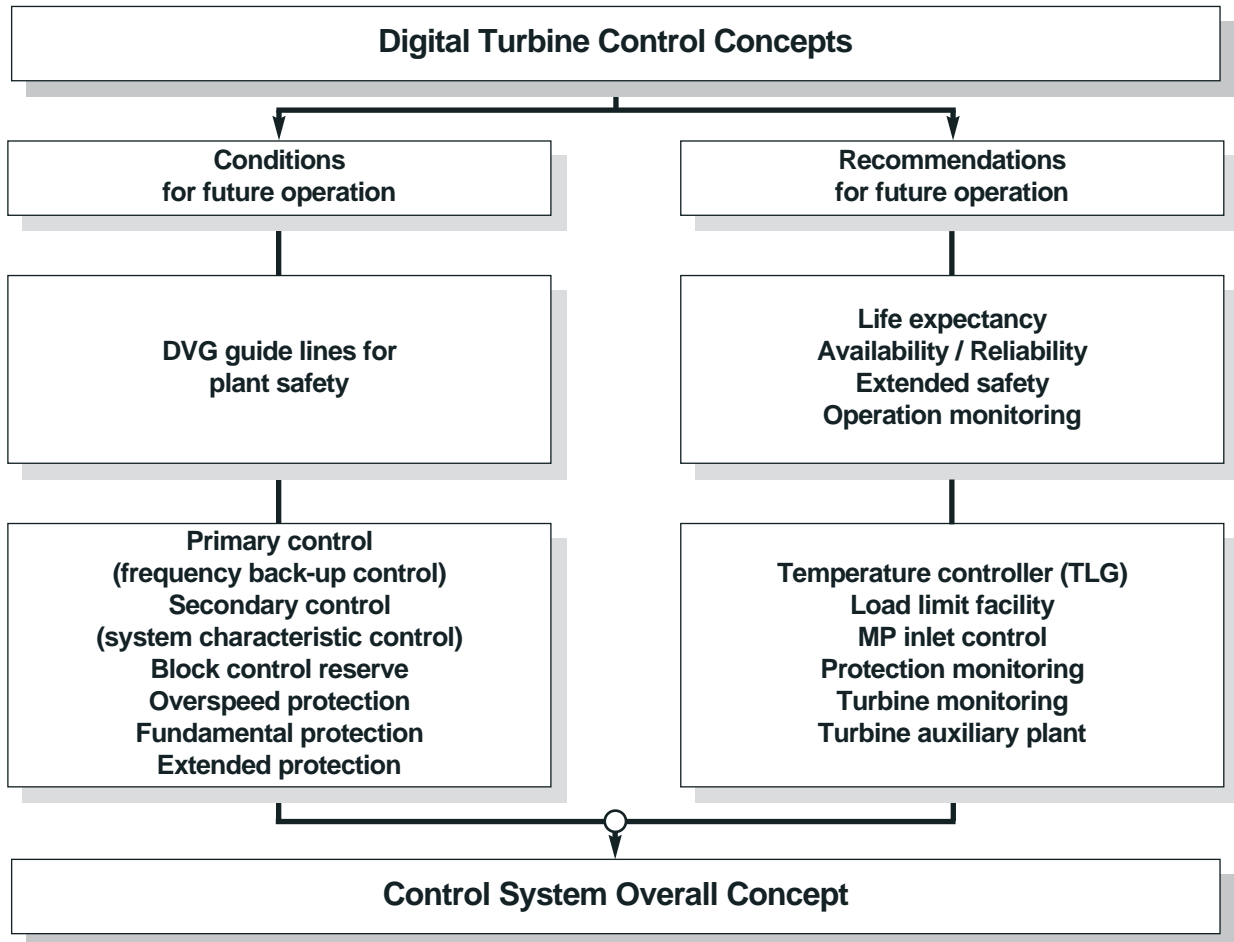 Digital Turbine Control Concepts
Conditions
for future operation
Recommendations
for future operation
DVG guide lines for
plant safety
Life expectancy
Availability / Reliability
Extended safety
Operation monitoring
Primary control
(frequency back-up control)
Secondary control
(system characteristic control)
Block control reserve
Overspeed protection
Fundamental protection
Extended protection
Temperature controller (TLG)
Load limit facility
MP inlet control
Protection monitoring
Turbine monitoring
Turbine auxiliary plant
Control System Overall Concept